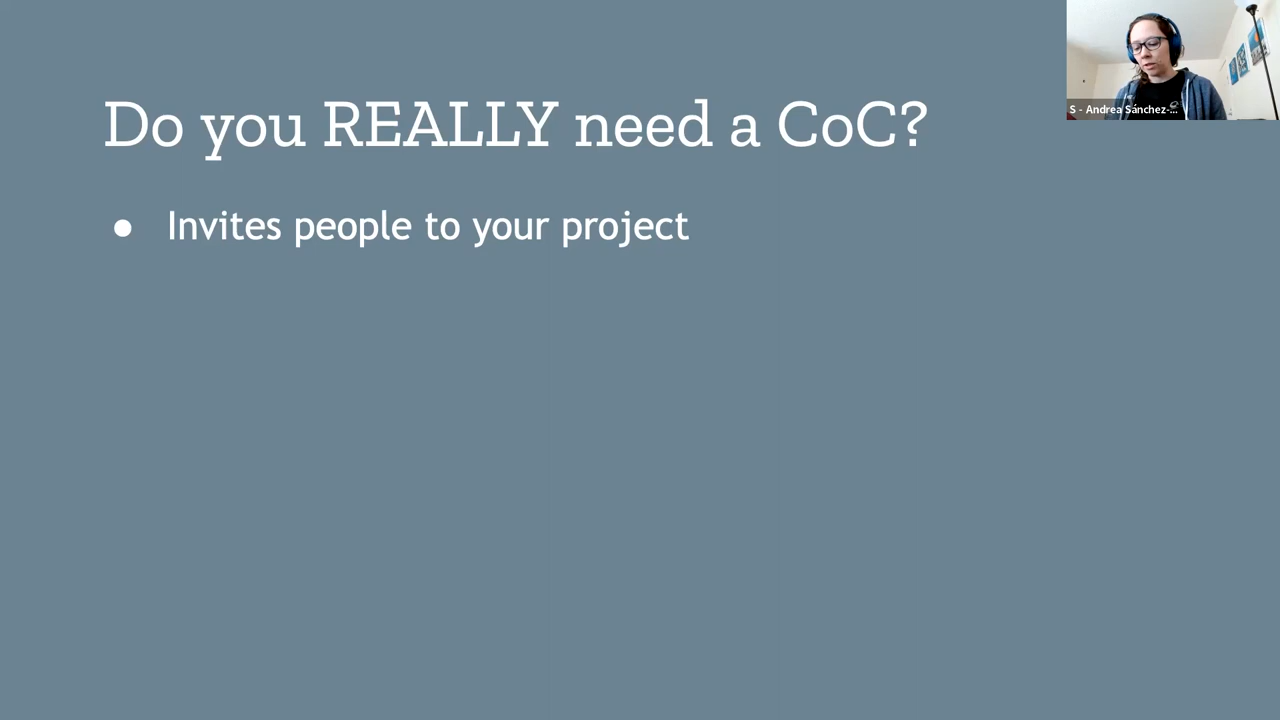 Do you REALLY need a CoC?
S - Andrea Sánchez-...
● Invites people to your project